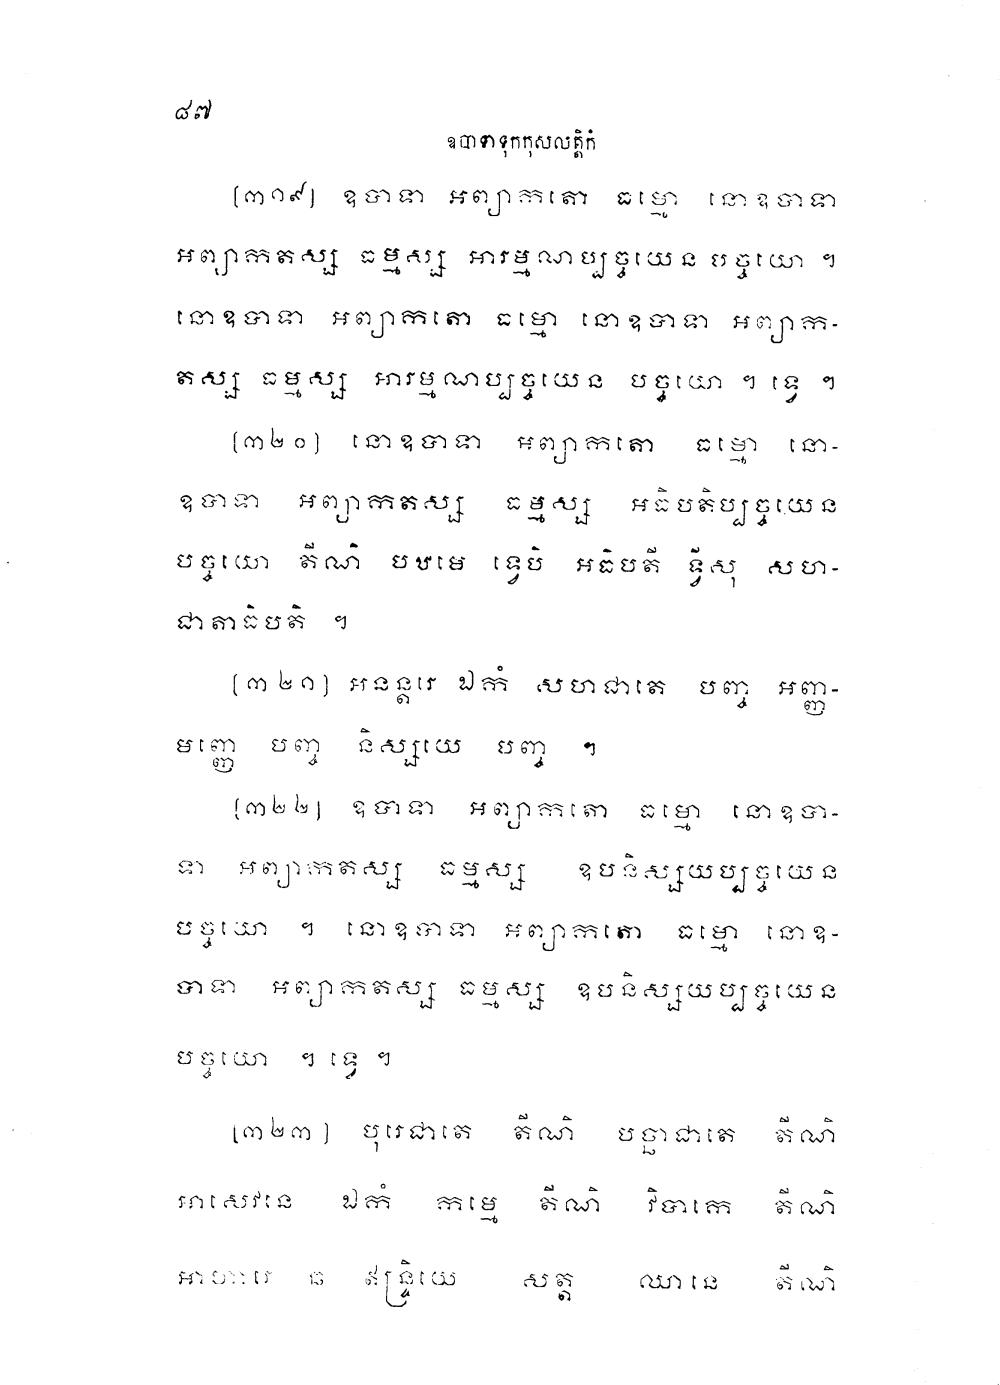 ៨៧
ឧបាទាទុកកុសលត្តិកំ
[៣១៩] ឧបាទា អព្យាកតោ ធម្មោ នោឧបាទា
អព្យាកតស្ស ធម្មស្ស អារម្មណប្បច្ចយេន បច្ចយោ ។
នោឧបាទា អព្យាកតោ ធម្មោ នោឧបាទា អព្យាក-
តស្ស ធម្មស្ស អារម្មណប្បច្ចយេន បច្ចយោ ។ ទ្វេ ។
[៣២០] នោឧបាទា អព្យាកតោ ធម្មោ នោ-
ឧបាទា អព្យាកតស្ស ធម្មស្ស អធិបតិប្បច្ចយេន
បច្ចយោ តីណិ បឋមេ ទ្វេបិ អធិបតី ទ្វីសុ សហ-
ជាតាធិបតិ ។
[៣២១] អនន្តរេ ឯកំ សហជាតេ បញ្ច អញ្ញ-
មញ្ញេ បញ្ច និស្សយេ បញ្ច ។
[៣២២] ឧបាទា អព្យាកតោ ធម្មោ នោឧបា-
ទា អព្យាកតស្ស ធម្មស្ស ឧបនិស្សយប្បច្ចយេន
បច្ចយោ ។ នោឧបាទា អព្យាកតោ ធម្មោ នោឧ-
បាទា អព្យាកតស្ស ធម្មស្ស ឧបនិស្សយប្បច្ចយេន
បច្ចយោ ។ ទ្វេ ។
[៣២៣] បុរេជាតេ តីណិ បច្ឆាជាតេ តីណិ
អាសេវនេ ឯកំ កម្មេ តីណិ វិបាកេ តីណិ
អាហារេ ឆ ឥន្ទ្រិយេ សត្ត ឈានេ តីណិ